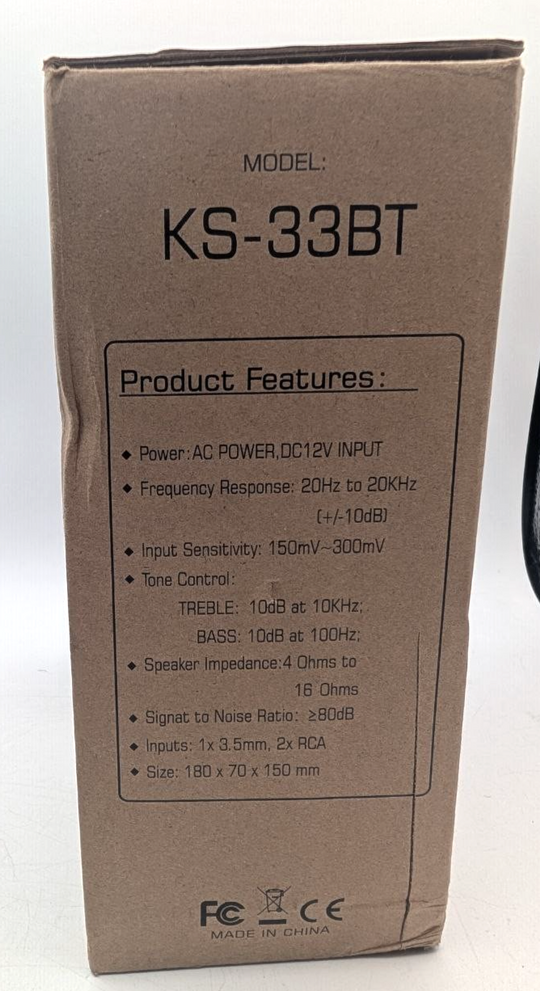 MODEL:
KS-33BT
Product Features:
◆ Power:AC POWER,DC12V INPUT
◆ Frequency Response: 20Hz to 20KHz
(+/-10dB)
◆ Input Sensitivity: 150mV~300mV
◆ Tone Control:
TREBLE: 10dB at 10KHz;
BASS: 10dB at 100Hz;
◆ Speaker Impedance:4 Ohms to
16 Ohms
◆ Signat to Noise Ratio: ≥80dB
◆ Inputs: 1x 3.5mm, 2x RCA
◆ Size: 180 x 70 x 150 mm
FC CE
MADE IN CHINA